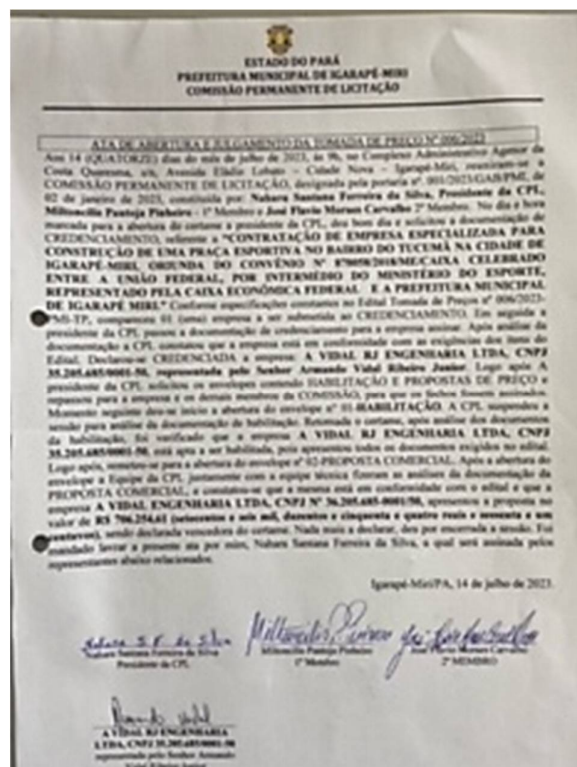 ESTADO DO PARÁ
PREFEITURA MUNICIPAL DE IGARAPÉ-MIRI
COMISSÃO PERMANENTE DE LICITAÇÃO
ATA DE ABERTURA E JULGAMENTO DA TOMADA DE PREÇO Nº 006/2023
Aos 14 (QUATORZE) dias do mês de julho de 2023, às 9h, no Complexo Administrativo Agenor da
Costa Quaresma, s/n, Avenida Eládio Lobato – Cidade Nova – Igarapé-Miri, reuniram-se a
COMISSÃO PERMANENTE DE LICITAÇÃO, designada pela portaria nº. 001/2023/GAB/PMI, de
02 de janeiro de 2023, constituída por: Nahara Santana Ferreira da Silva, Presidenta da CPL,
Miltoncilis Pantoja Pinheiro - 1º Membro e José Flavio Moraes Carvalho 2º Membro. No dia e hora
marcada para a abertura do certame a presidente da CPL, deu bom dia e solicitou a documentação de
CREDENCIAMENTO, referente a "CONTRATAÇÃO DE EMPRESA ESPECIALIZADA PARA
CONSTRUÇÃO DE UMA PRAÇA ESPORTIVA NO BAIRRO DO TUCUMÃ NA CIDADE DE
IGARAPÉ-MIRI, ORIUNDA DO CONVÊNIO Nº 878058/2018/ME/CAIXA CELEBRADO
ENTRE A UNIÃO FEDERAL, POR INTERMÉDIO DO MINISTÉRIO DO ESPORTE,
REPRESENTADO PELA CAIXA ECONÔMICA FEDERAL E A PREFEITURA MUNICIPAL
DE IGARAPÉ MIRI." Conforme especificações constantes no Edital Tomada de Preços nº 006/2023-
PMI-TP, compareceu 01 (uma) empresa a ser submetida ao CREDENCIAMENTO. Em seguida a
presidente da CPL passou a documentação de credenciamento para a empresa assinar. Após análise da
documentação a CPL constatou que a empresa está em conformidade com as exigências dos itens do
Edital. Declarou-se CREDENCIADA a empresa: A VIDAL RJ ENGENHARIA LTDA, CNPJ
35.205.685/0001-50, representada pelo Senhor Armando Vidal Ribeiro Junior. Logo após A
presidente da CPL solicitou os envelopes contendo HABILITAÇÃO E PROPOSTAS DE PREÇO e
repassou para a empresa e os demais membros da COMISSÃO, para que os fechos fossem assinados.
Momento seguinte deu-se início a abertura do envelope nº 01-HABILITAÇÃO. A CPL suspendeu a
sessão para análise da documentação de habilitação. Retomada o certame, após análise dos documentos
da habilitação, foi verificado que a empresa A VIDAL RJ ENGENHARIA LTDA, CNPJ
35.205.685/0001-50, está apta a ser habilitada, pois apresentou todos os documentos exigidos no edital.
Logo após, remeteu-se para a abertura do envelope nº 02-PROPOSTA COMERCIAL. Após a abertura do
envelope a Equipe da CPL juntamente com a equipe técnica fizeram as análises da documentação da
PROPOSTA COMERCIAL, e constatou-se que a mesma está em conformidade com o edital e que a
empresa A VIDAL ENGENHARIA LTDA, CNPJ Nº 36.205.685-0001/50, apresentou a proposta no
valor de R$ 706.254,61 (setecentos e seis mil, duzentos e cinquenta e quatro reais e sessenta e um
centavos), sendo declarada vencedora do certame. Nada mais a declarar, deu por encerrada a sessão. Foi
mandado lavrar a presente ata por mim, Nahara Santana Ferreira da Silva, a qual será assinada pelos
representantes abaixo relacionados.
Igarapé-Miri/PA, 14 de julho de 2023.
Nahara S. F. da Silva
Nahara Santana Ferreira da Silva
Presidente da CPL
Miltoncilis Pantoja Pinheiro
1º Membro
José Flavio Moraes Carvalho
2º MEMBRO
Armando Vidal
A VIDAL RJ ENGENHARIA
LTDA, CNPJ 35.205.685/0001-50
representada pelo Senhor Armando
Vidal Ribeiro Junior